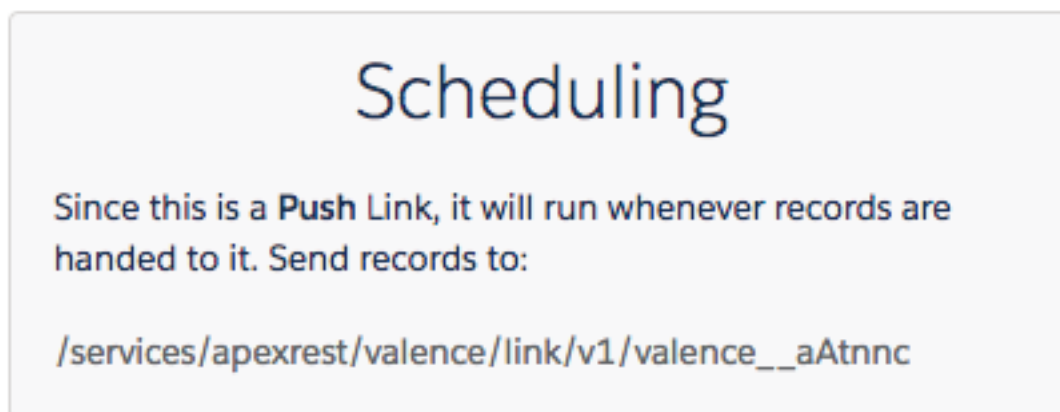 Scheduling
Since this is a Push Link, it will run whenever records are
handed to it. Send records to:
/services/apexrest/valence/link/v1/valence__aAtnnc